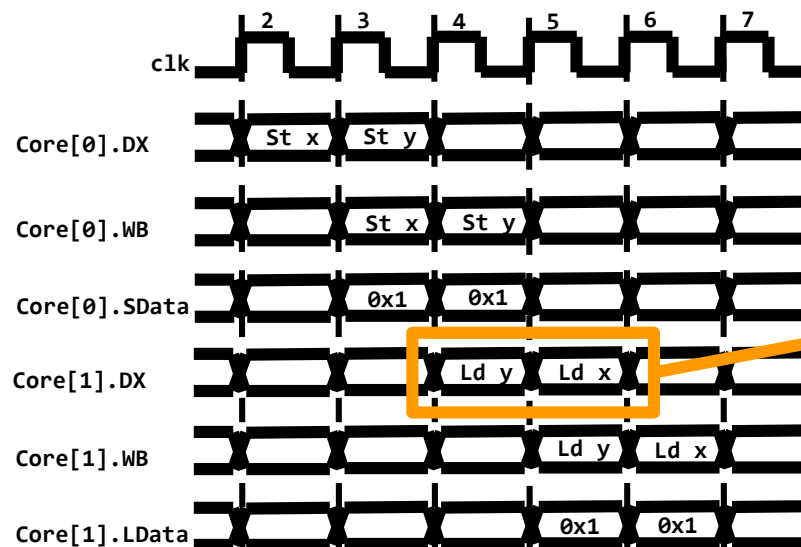 2 3 4 5 6 7
clk
Core[0].DX St x St y
Core[0].WB St x St y
Core[0].SData 0x1 0x1
Core[1].DX Ld y Ld x
Core[1].WB Ld y Ld x
Core[1].LData 0x1 0x1